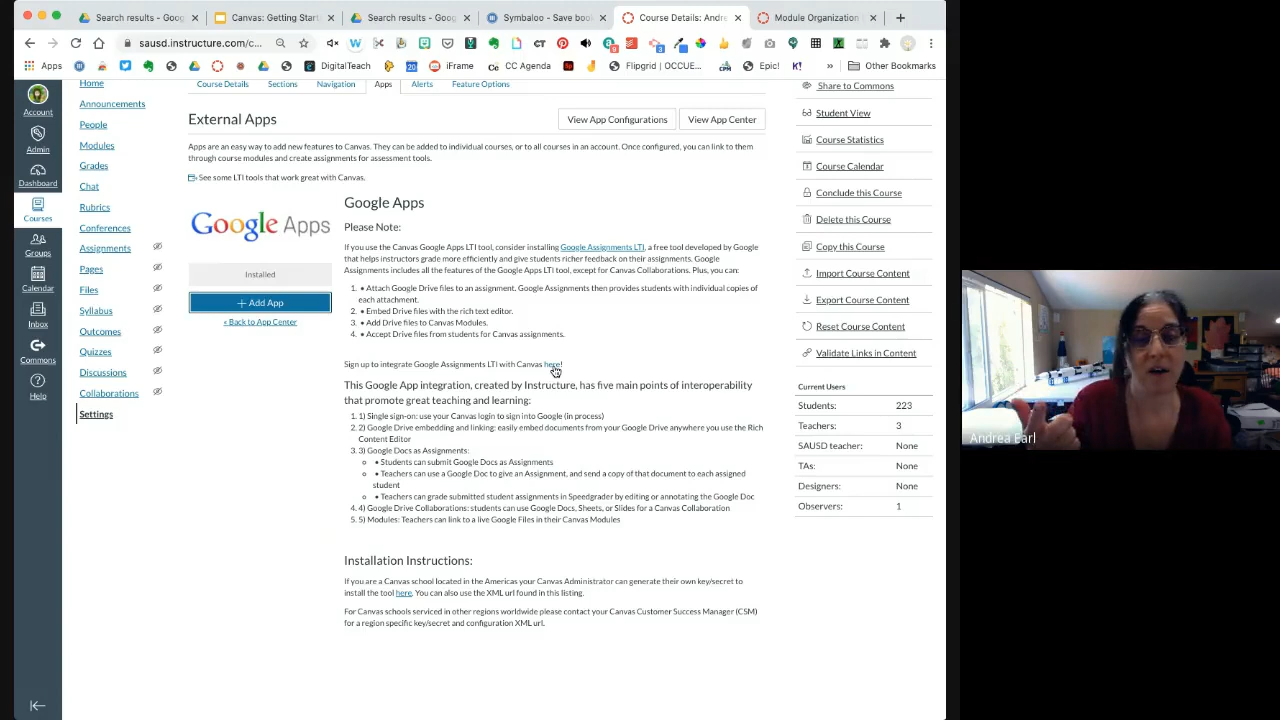 Search results - Goog
Canvas: Getting Start
Search results - Goog
Symbaloo - Save boo
Course Details: Andre
Module Organization
sausd.instructure.com/c...
Apps
DigitalTeach
iFrame
CC Agenda
Flipgrid | OCCUE...
Epic!
Other Bookmarks
Account
Admin
Dashboard
Courses
Groups
Calendar
Inbox
Commons
Help
Home
Announcements
People
Modules
Grades
Chat
Rubrics
Conferences
Assignments
Pages
Files
Syllabus
Outcomes
Quizzes
Discussions
Collaborations
Settings
Course Details
Sections
Navigation
Apps
Alerts
Feature Options
External Apps
View App Configurations
View App Center
Apps are an easy way to add new features to Canvas. They can be added to individual courses, or to all courses in an account. Once configured, you can link to them
through course modules and create assignments for assessment tools.
See some LTI tools that work great with Canvas.
Google Apps
Installed
+ Add App
< Back to App Center
Google Apps
Please Note:
If you use the Canvas Google Apps LTI tool, consider installing Google Assignments LTI, a free tool developed by Google
that helps instructors grade more efficiently and give students richer feedback on their assignments. Google
Assignments includes all the features of the Google Apps LTI tool, except for Canvas Collaborations. Plus, you can:
1. • Attach Google Drive files to an assignment. Google Assignments then provides students with individual copies of
each attachment.
2. • Embed Drive files with the rich text editor.
3. • Add Drive files to Canvas Modules.
4. • Accept Drive files from students for Canvas assignments.
Sign up to integrate Google Assignments LTI with Canvas here!
This Google App integration, created by Instructure, has five main points of interoperability
that promote great teaching and learning:
1. 1) Single sign-on: use your Canvas login to sign into Google (in process)
2. 2) Google Drive embedding and linking: easily embed documents from your Google Drive anywhere you use the Rich
Content Editor
3. 3) Google Docs as Assignments:
• Students can submit Google Docs as Assignments
• Teachers can use a Google Doc to give an Assignment, and send a copy of that document to each assigned
student
• Teachers can grade submitted student assignments in Speedgrader by editing or annotating the Google Doc
4. 4) Google Drive Collaborations: students can use Google Docs, Sheets, or Slides for a Canvas Collaboration
5. 5) Modules: Teachers can link to a live Google Files in their Canvas Modules
Installation Instructions:
If you are a Canvas school located in the Americas your Canvas Administrator can generate their own key/secret to
install the tool here. You can also use the XML url found in this listing.
For Canvas schools serviced in other regions worldwide please contact your Canvas Customer Success Manager (CSM)
for a region specific key/secret and configuration XML url.
Share to Commons
Student View
Course Statistics
Course Calendar
Conclude this Course
Delete this Course
Copy this Course
Import Course Content
Export Course Content
Reset Course Content
Validate Links in Content
Current Users
Students: 223
Teachers: 3
SAUSD teacher: None
TAs: None
Designers: None
Observers: 1
Andrea Earl